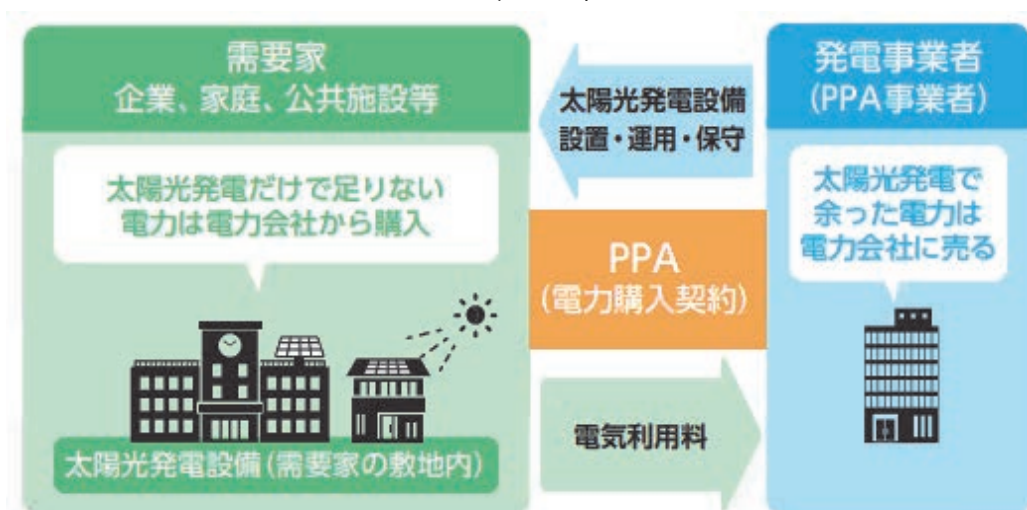 需要家
企業、家庭、公共施設等
太陽光発電だけで足りない
電力は電力会社から購入
太陽光発電設備(需要家の敷地内)
太陽光発電設備
設置・運用・保守
PPA
(電力購入契約)
電気利用料
発電事業者
(PPA事業者)
太陽光発電で
余った電力は
電力会社に売る